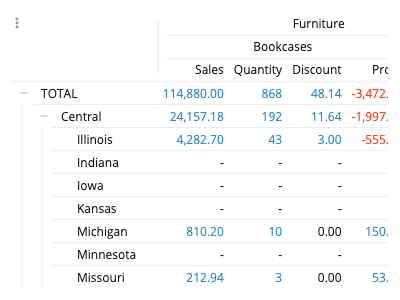 Furniture
Bookcases
Sales Quantity Discount
TOTAL 114,880.00 868 48.14 -3,472.
Central 24,157.18 192 11.64 -1,997.
Illinois 4,282.70 43 3.00 -555.
Indiana - - - -
Iowa - - - -
Kansas - - - -
Michigan 810.20 10 0.00 150.
Minnesota - - - -
Missouri 212.94 3 0.00 53.